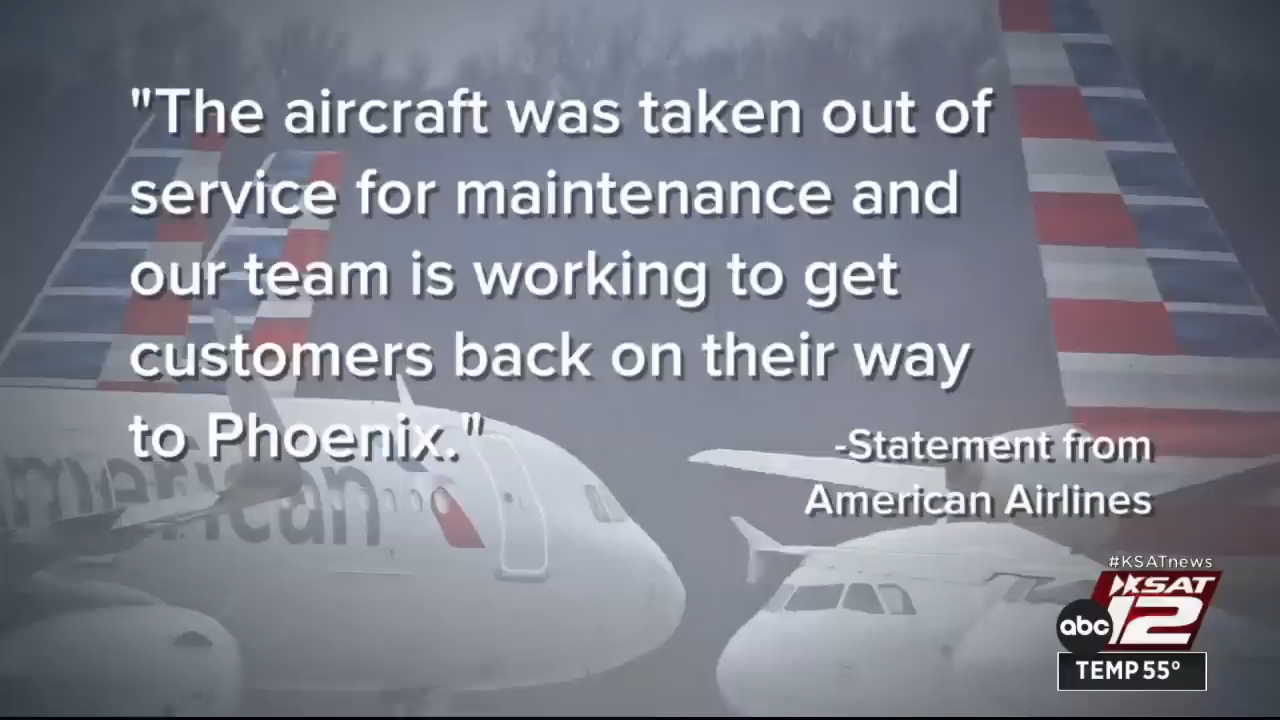 "The aircraft was taken out of
service for maintenance and
our team is working to get
customers back on their way
to Phoenix."
-Statement from
American Airlines
American
#KSATnews
KSAT
abc 12
TEMP 55°